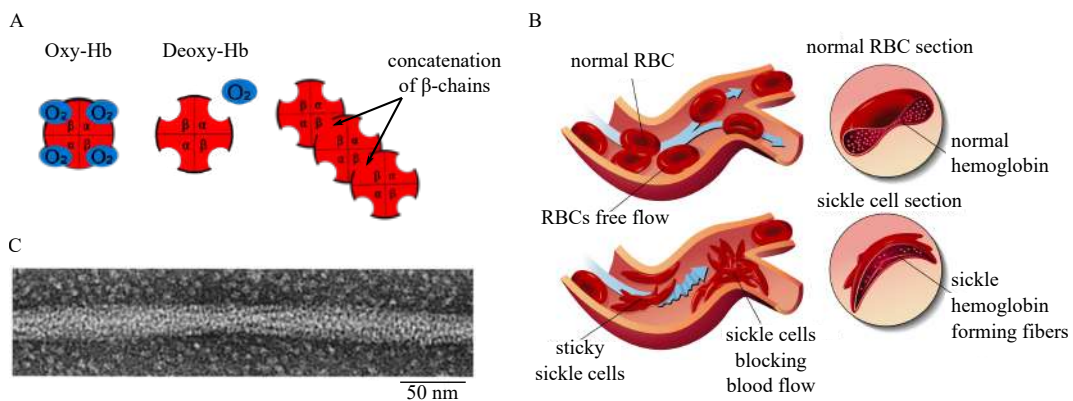 A
Oxy-Hb
Deoxy-Hb
concatenation
of β-chains
O₂
O₂
O₂
O₂
β α
α β
O₂
β α
α β
β α
α β
β α
α β
β α
α β
B
normal RBC
RBCs free flow
normal RBC section
normal
hemoglobin
sticky
sickle cells
sickle cells
blocking
blood flow
sickle cell section
sickle
hemoglobin
forming fibers
C
50 nm